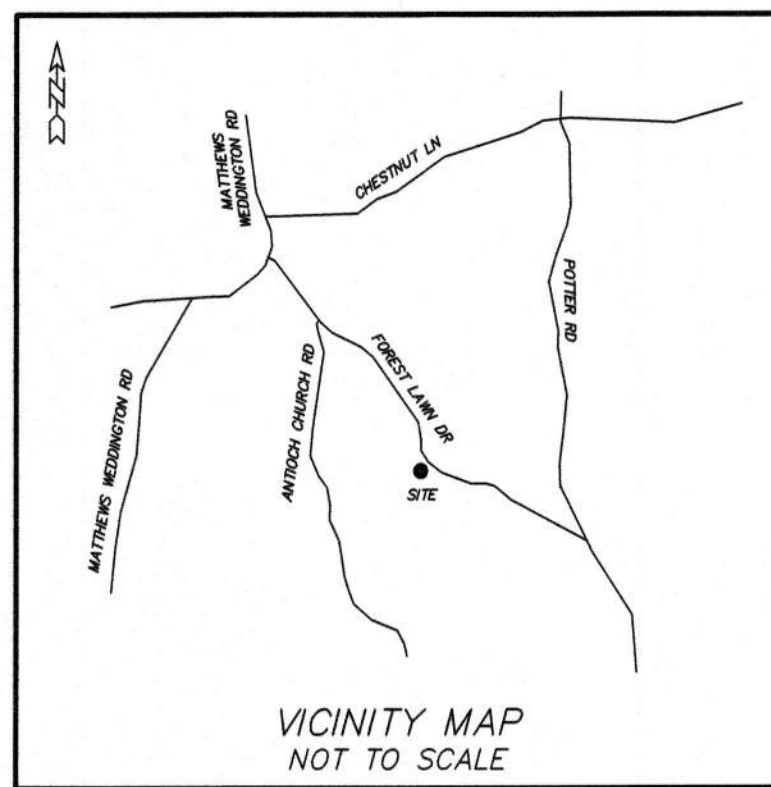 N
MATTHEWS
WEDDINGTON RD
CHESTNUT LN
POTTER RD
FOREST LAWN DR
ANTIOCH CHURCH RD
MATTHEWS WEDDINGTON RD
SITE
VICINITY MAP
NOT TO SCALE